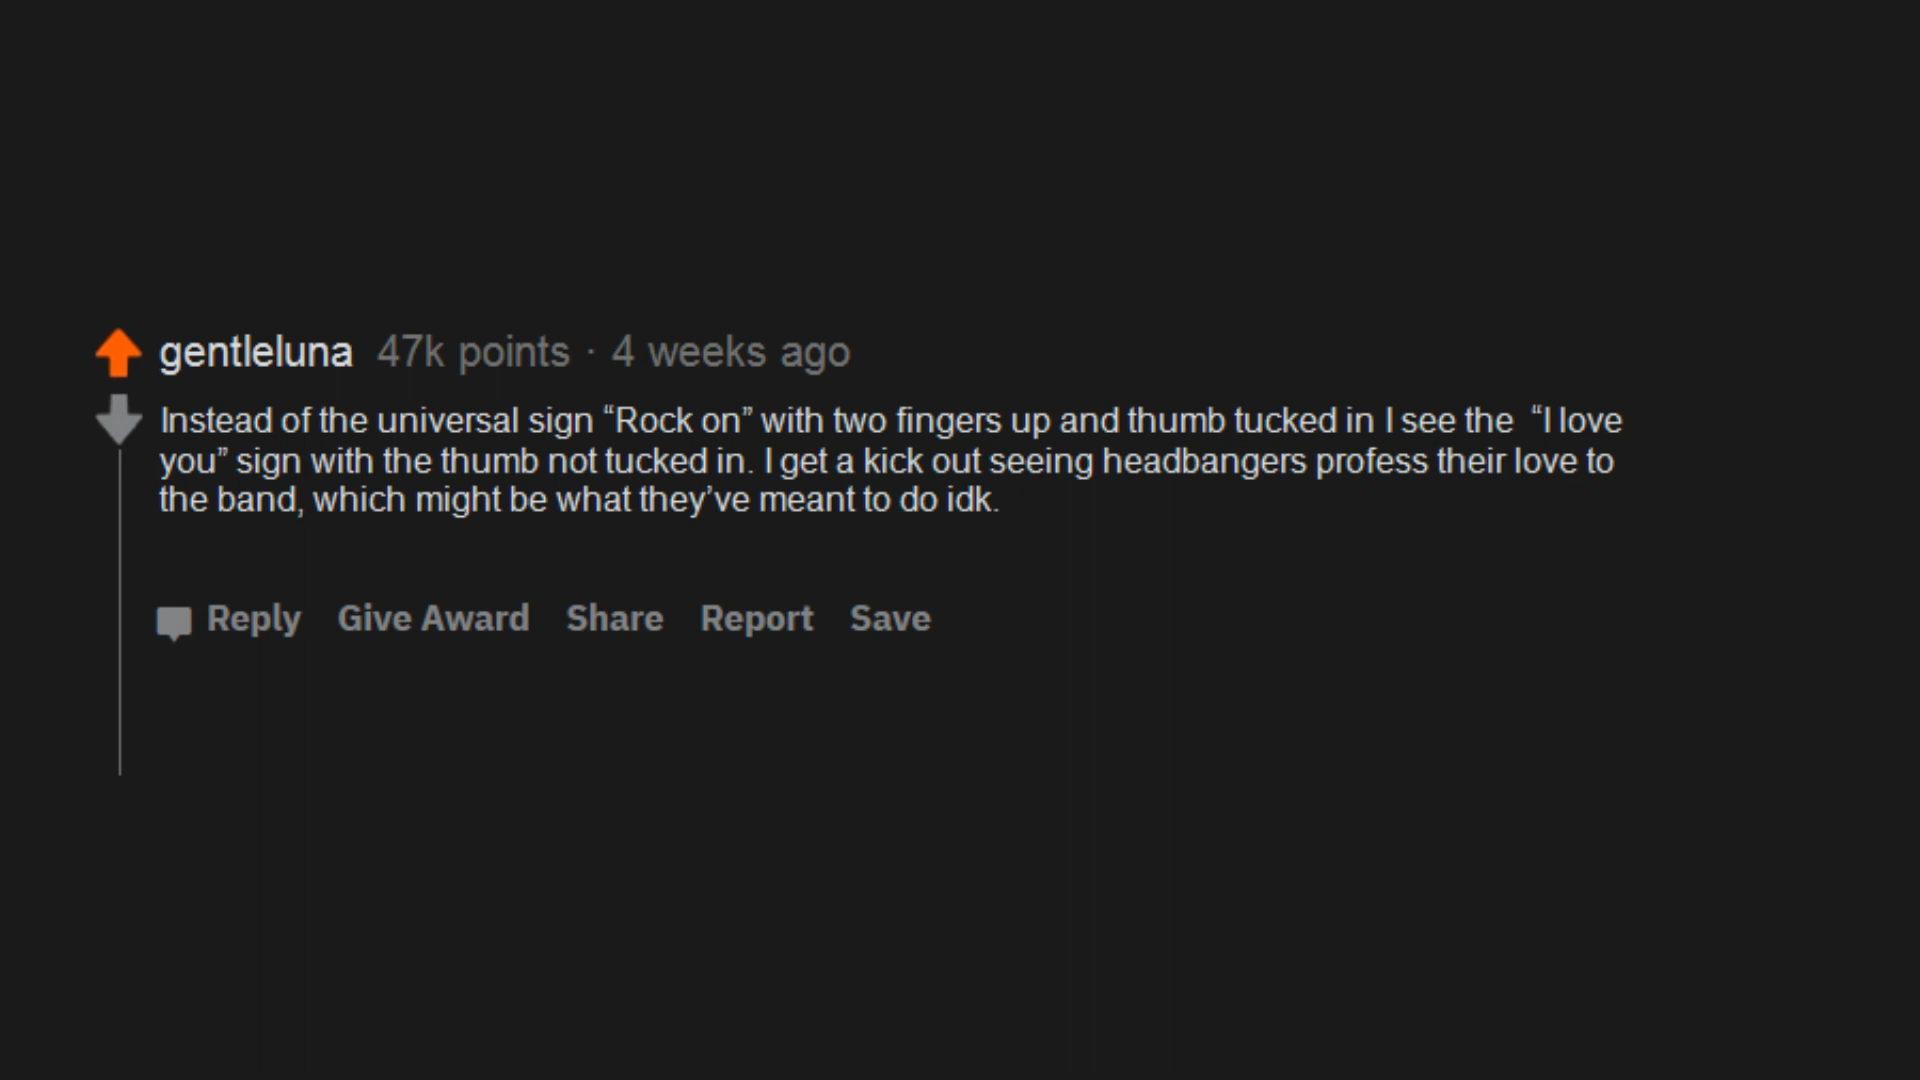 gentleluna 47k points · 4 weeks ago
Instead of the universal sign “Rock on” with two fingers up and thumb tucked in I see the  “I love
you” sign with the thumb not tucked in. I get a kick out seeing headbangers profess their love to
the band, which might be what they’ve meant to do idk.
Reply Give Award Share Report Save